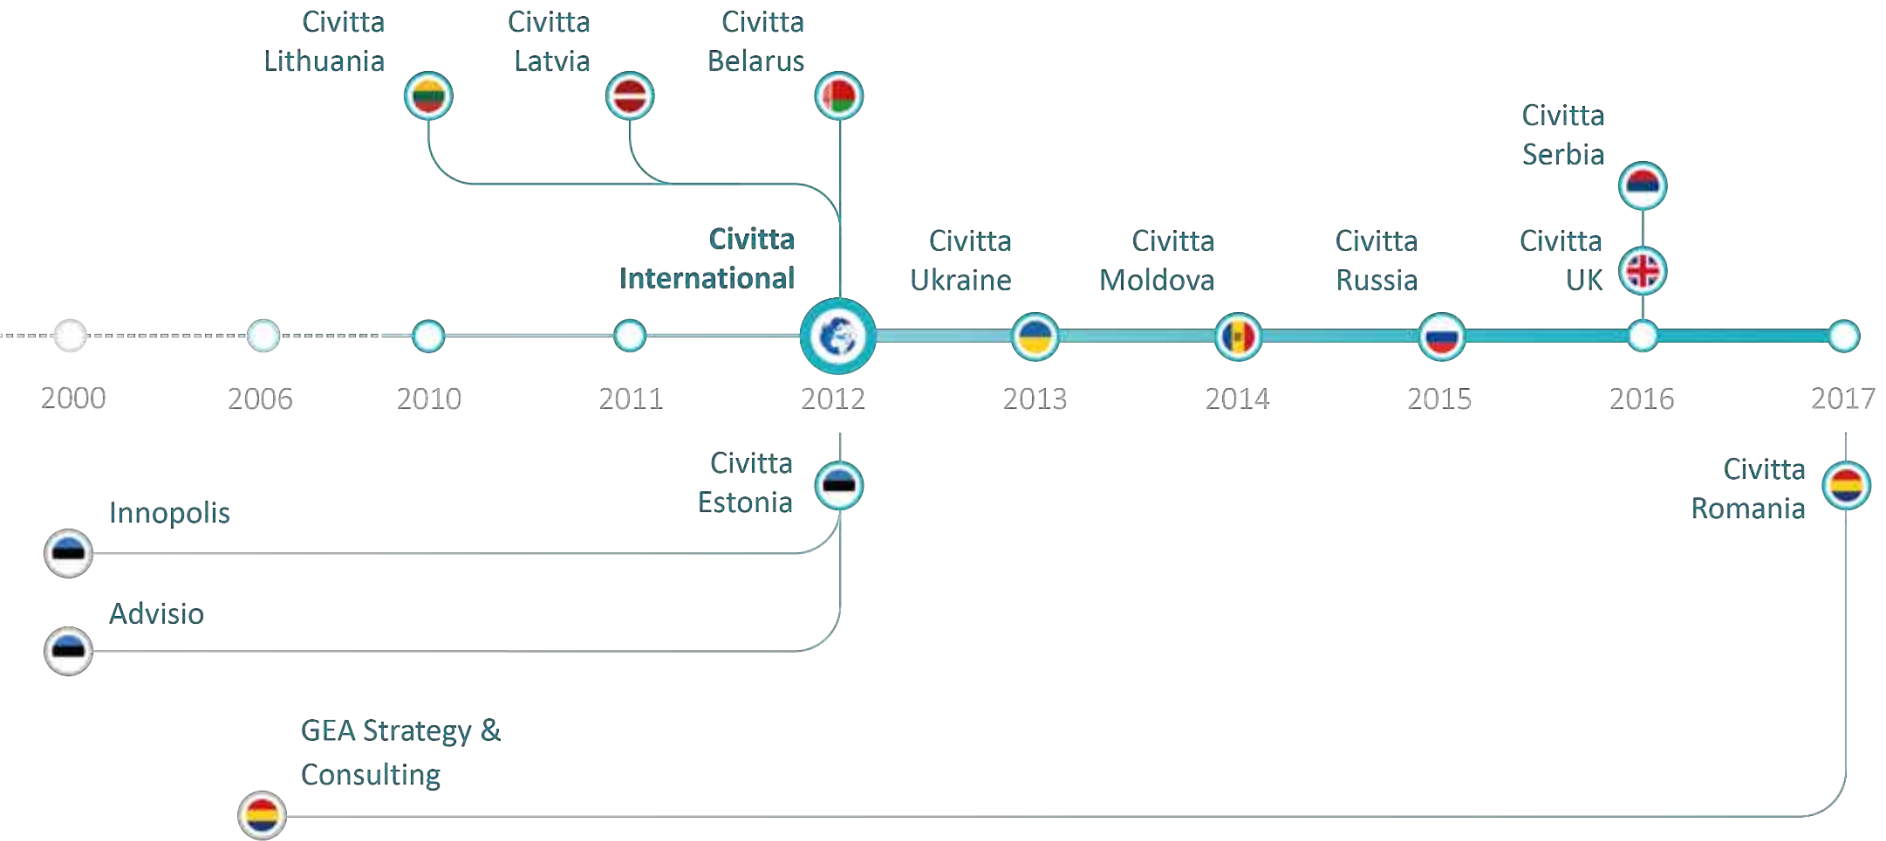 Civitta
Lithuania
Civitta
Latvia
Civitta
Belarus
Civitta
Serbia
Civitta
International
Civitta
Ukraine
Civitta
Moldova
Civitta
Russia
Civitta
UK
2000
2006
2010
2011
2012
2013
2014
2015
2016
2017
Civitta
Estonia
Civitta
Romania
Innopolis
Advisio
GEA Strategy &
Consulting